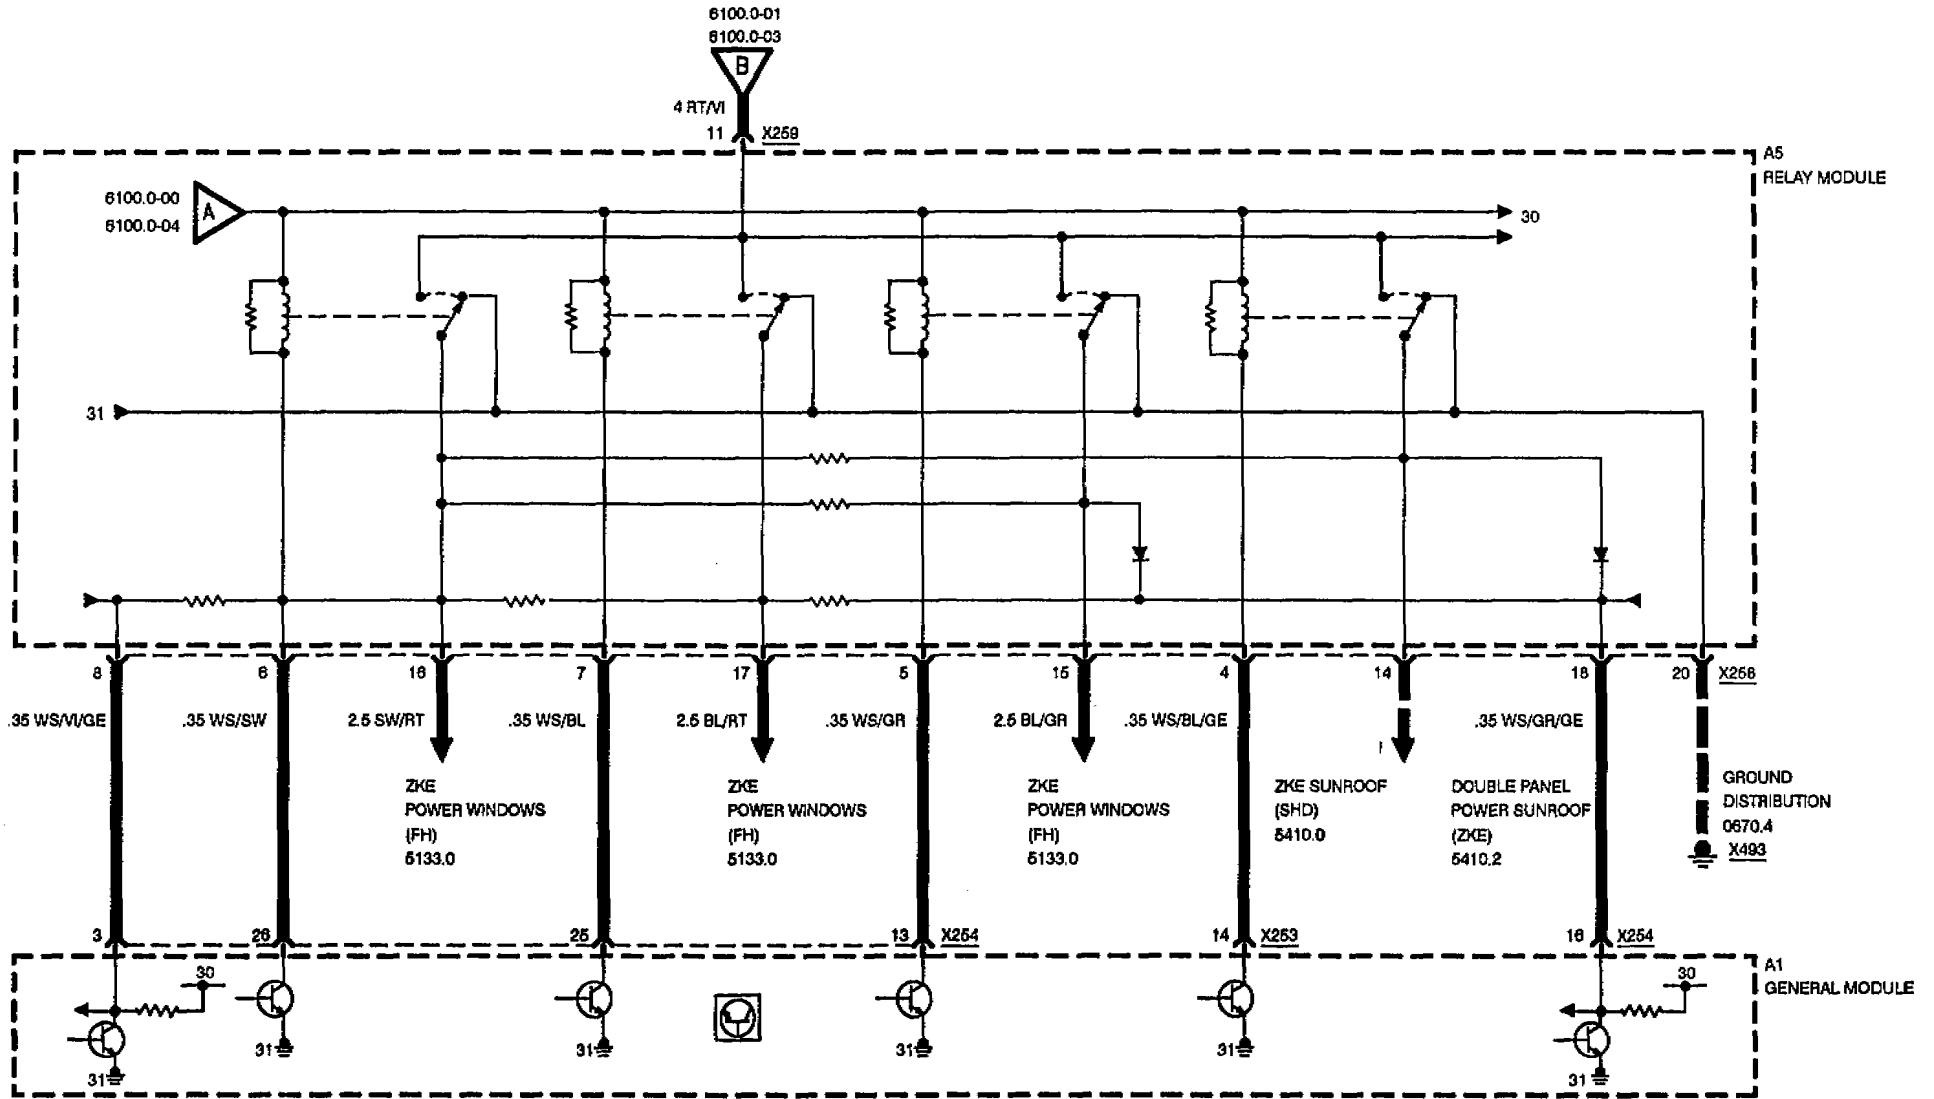 6100.0-01
6100.0-03
B
4 RT/VI
11 X259
A5
RELAY MODULE
6100.0-00
6100.0-04
A
30
31
8 6 16 7 17 5 15 4 14 18 20 X258
.35 WS/VI/GE .35 WS/SW 2.5 SW/RT .35 WS/BL 2.5 BL/RT .35 WS/GR 2.5 BL/GR .35 WS/BL/GE .35 WS/GR/GE
ZKE
POWER WINDOWS
(FH)
5133.0
ZKE
POWER WINDOWS
(FH)
5133.0
ZKE
POWER WINDOWS
(FH)
5133.0
ZKE SUNROOF
(SHD)
5410.0
DOUBLE PANEL
POWER SUNROOF
(ZKE)
5410.2
GROUND
DISTRIBUTION
0670.4
X493
3 26 25 13 X254 14 X253 16 X254
A1
GENERAL MODULE
30 30
31 31 31 31
31 31